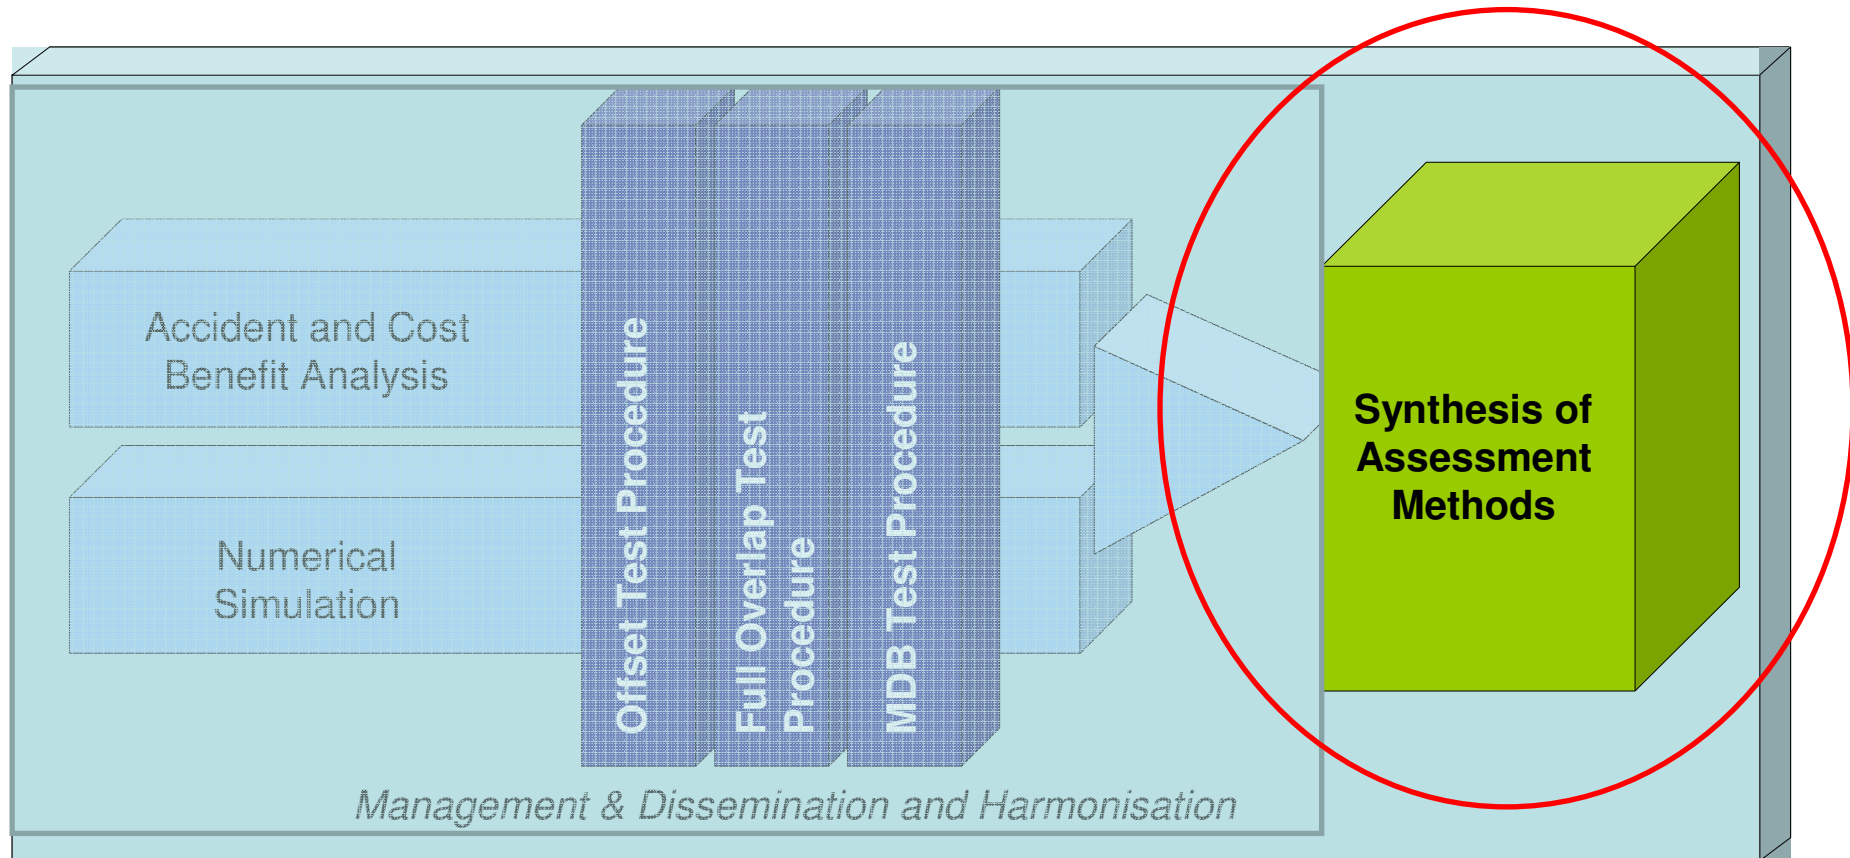 Accident and Cost
Benefit Analysis
Numerical
Simulation
Offset Test Procedure
Full Overlap Test
Procedure
MDB Test Procedure
Synthesis of
Assessment
Methods
Management & Dissemination and Harmonisation